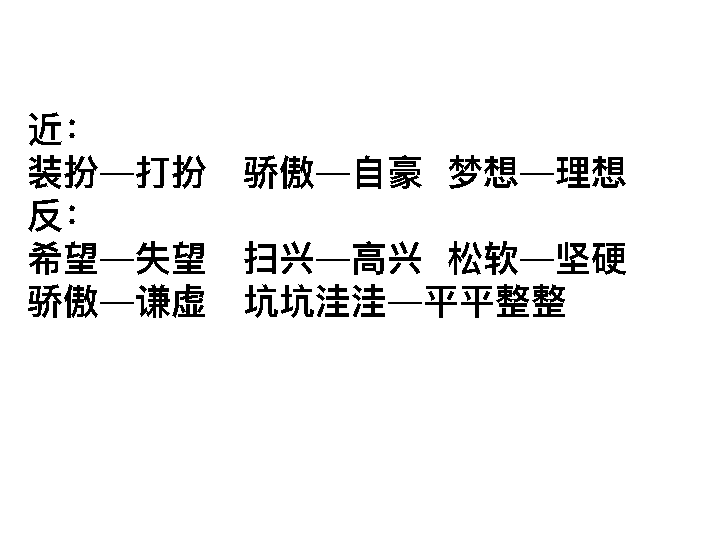 近：
装扮—打扮 骄傲—自豪 梦想—理想
反：
希望—失望 扫兴—高兴 松软—坚硬
骄傲—谦虚 坑坑洼洼—平平整整